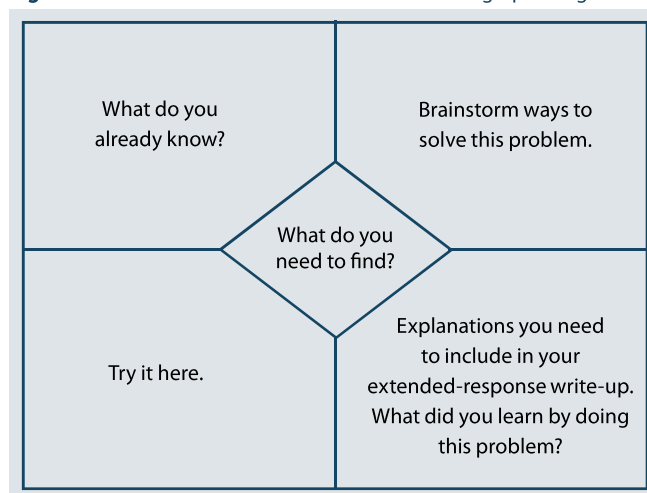 What do you
already know?
Brainstorm ways to
solve this problem.
What do you
need to find?
Try it here.
Explanations you need
to include in your
extended-response write-up.
What did you learn by doing
this problem?